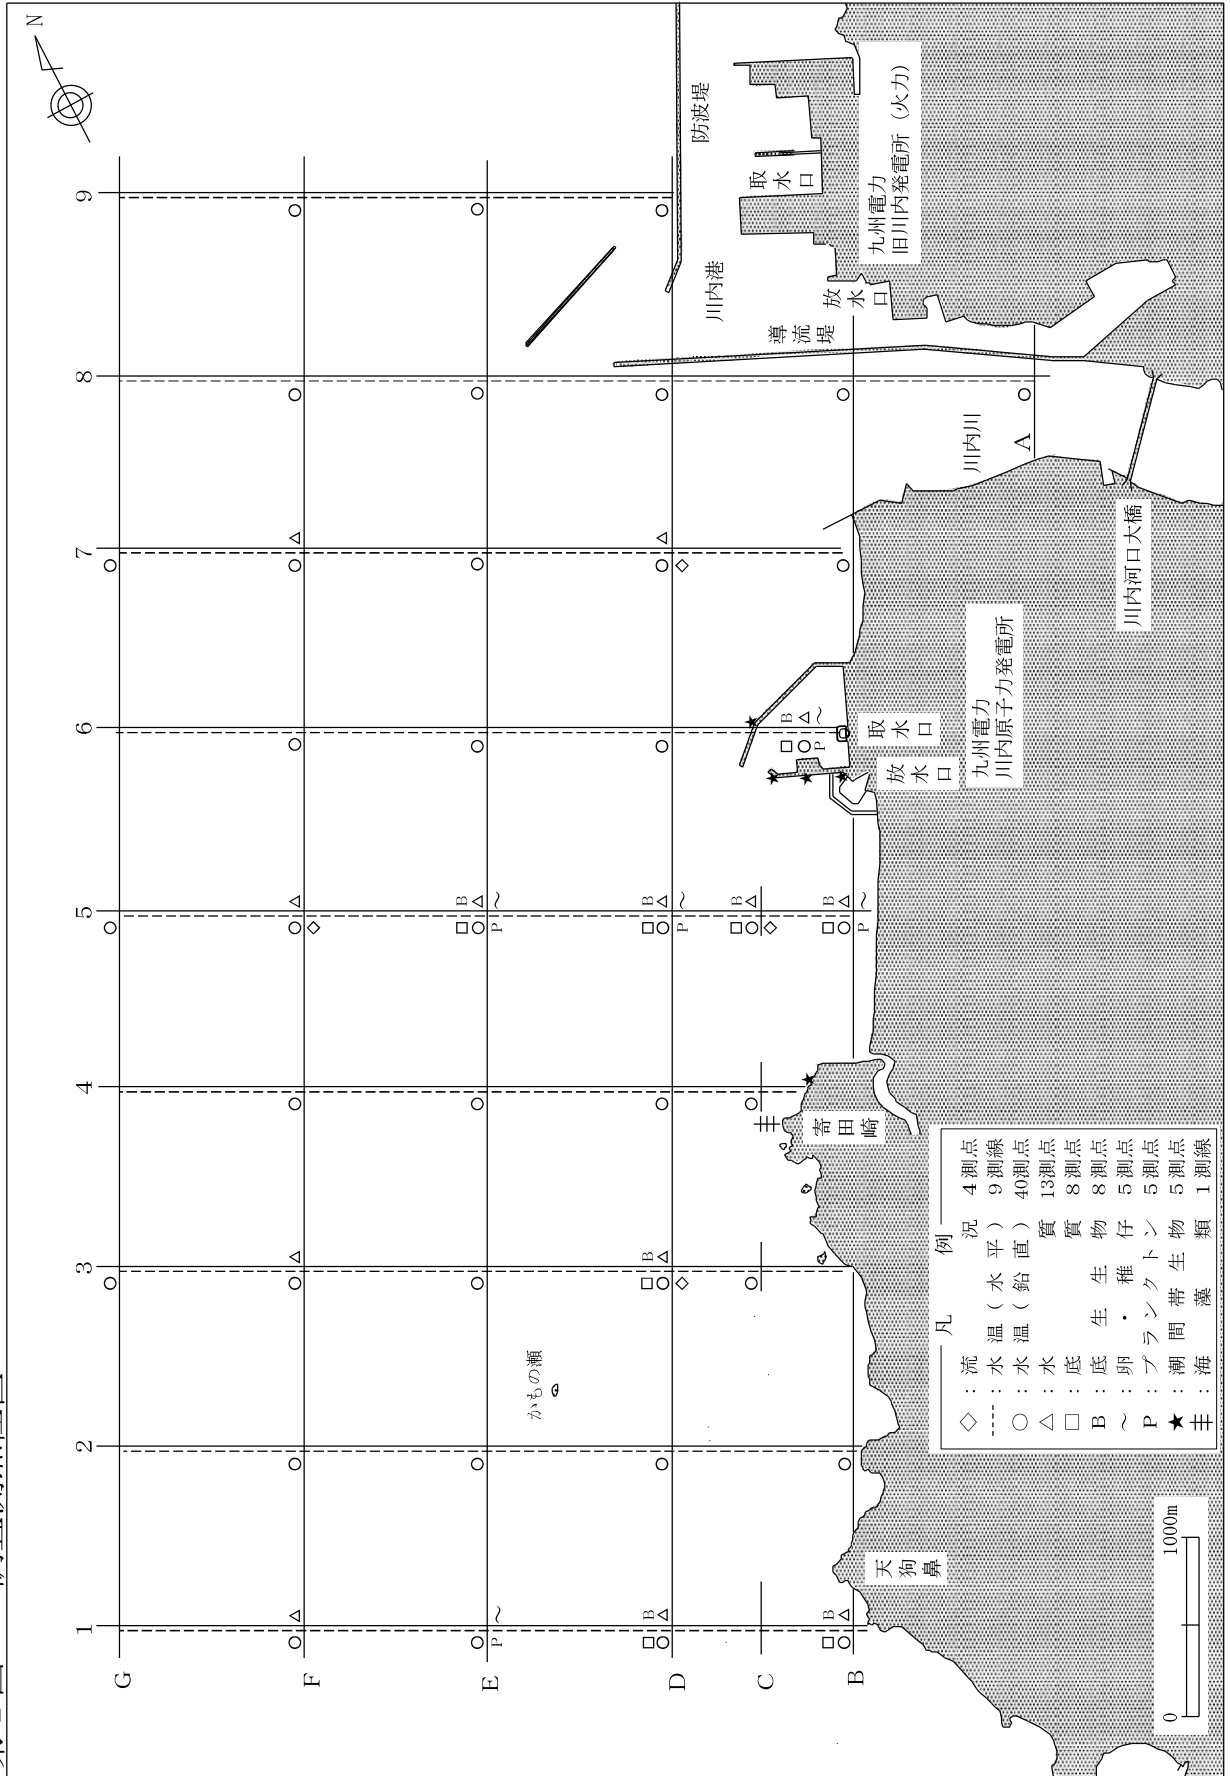 N
1
2
3
4
5
6
7
8
9
G
F
E
D
C
B
A
防波堤
取水口
九州電力
旧川内発電所（火力）
川内港
放水口
導流堤
川内川
川内河口大橋
取水口
放水口
九州電力
川内原子力発電所
寄田崎
かもの瀬
天狗鼻
B
P
B
P
B
P
B
B
P
B
B
P
B
凡例
◇：流況 4測点
----：水温（水平） 9測線
○：水温（鉛直） 40測点
△：水質 13測点
□：底質 8測点
B：底生生物 8測点
～：卵・稚仔 5測点
P：プランクトン 5測点
★：潮間帯生物 5測点
：海藻類 1測線
0 1000m